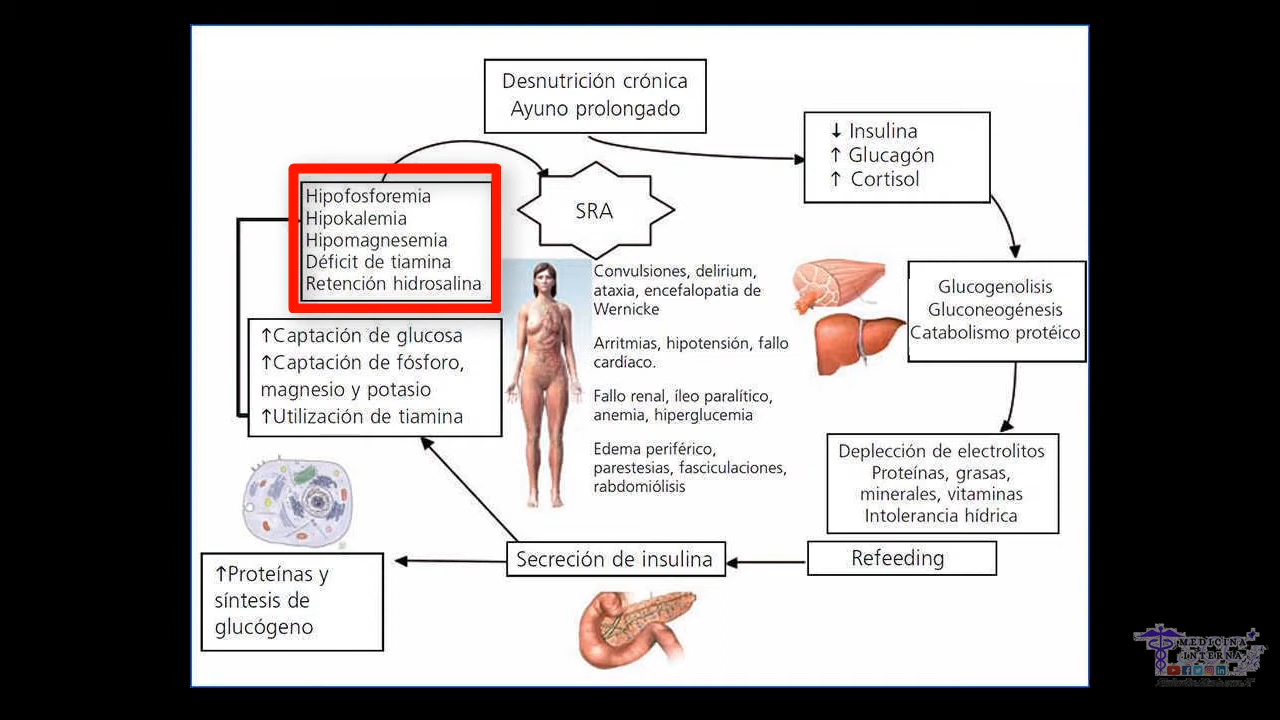 Desnutrición crónica
Ayuno prolongado
↓ Insulina
↑ Glucagón
↑ Cortisol
Hipofosforemia
Hipokalemia
Hipomagnesemia
Déficit de tiamina
Retención hidrosalina
SRA
Convulsiones, delirium,
ataxia, encefalopatia de
Wernicke
Arritmias, hipotensión, fallo
cardíaco.
Fallo renal, íleo paralítico,
anemia, hiperglucemia
Edema periférico,
parestesias, fasciculaciones,
rabdomiólisis
Glucogenolisis
Gluconeogénesis
Catabolismo protéico
↑Captación de glucosa
↑Captación de fósforo,
magnesio y potasio
↑Utilización de tiamina
Deplección de electrolitos
Proteínas, grasas,
minerales, vitaminas
Intolerancia hídrica
Secreción de insulina
Refeeding
↑Proteínas y
síntesis de
glucógeno
MEDICINA
INTERNA